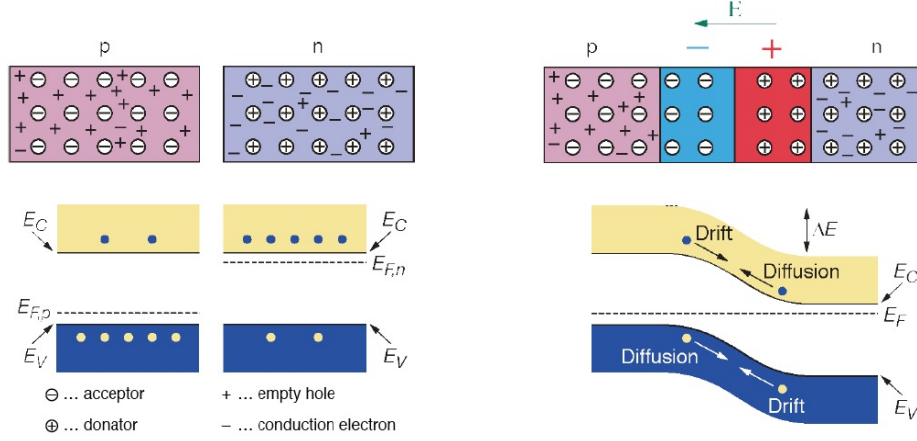 E
p
n
p
−
+
n
E_C
E_C
E_F,n
E_F,p
E_V
E_V
Drift
ΔE
Diffusion
E_C
E_F
Diffusion
Drift
E_V
⊖ ... acceptor
+ ... empty hole
⊕ ... donator
− ... conduction electron